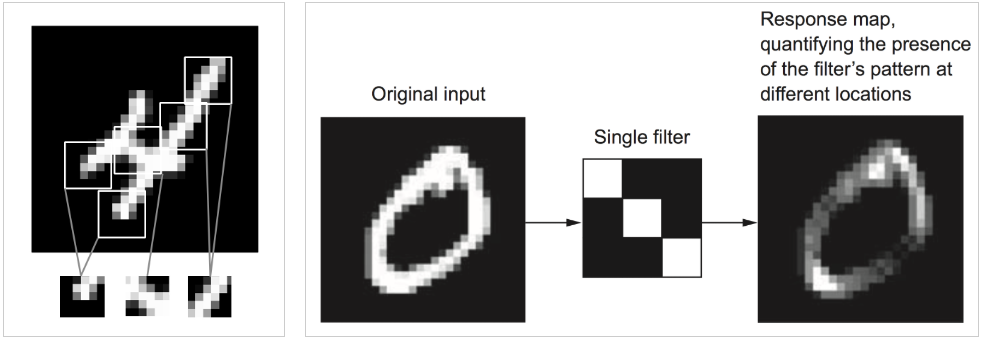 Original input
Single filter
Response map,
quantifying the presence
of the filter's pattern at
different locations